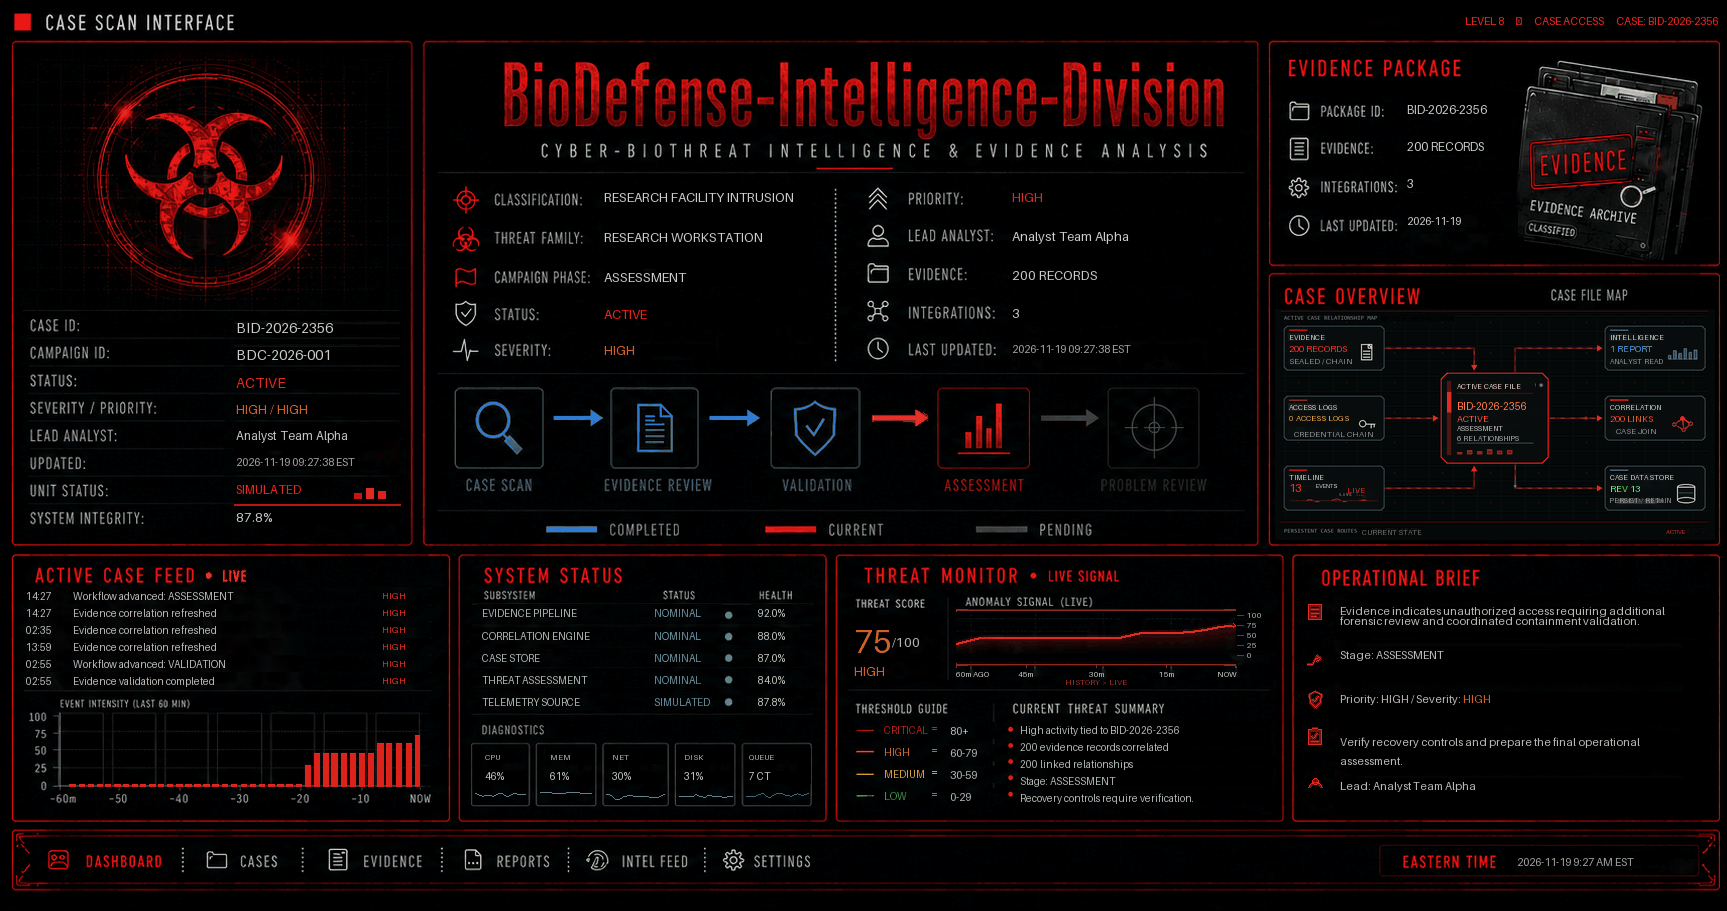 CASE SCAN INTERFACE
LEVEL 8 CASE ACCESS CASE: BID-2026-2356
CASE ID: BID-2026-2356
CAMPAIGN ID: BDC-2026-001
STATUS: ACTIVE
SEVERITY / PRIORITY: HIGH / HIGH
LEAD ANALYST: Analyst Team Alpha
UPDATED: 2026-11-19 09:27:38 EST
UNIT STATUS: SIMULATED
SYSTEM INTEGRITY: 87.8%
BioDefense-Intelligence-Division
CYBER-BIOTHREAT INTELLIGENCE & EVIDENCE ANALYSIS
CLASSIFICATION: RESEARCH FACILITY INTRUSION
THREAT FAMILY: RESEARCH WORKSTATION
CAMPAIGN PHASE: ASSESSMENT
STATUS: ACTIVE
SEVERITY: HIGH
PRIORITY: HIGH
LEAD ANALYST: Analyst Team Alpha
EVIDENCE: 200 RECORDS
INTEGRATIONS: 3
LAST UPDATED: 2026-11-19 09:27:38 EST
CASE SCAN
EVIDENCE REVIEW
VALIDATION
ASSESSMENT
PROBLEM REVIEW
COMPLETED
CURRENT
PENDING
EVIDENCE PACKAGE
PACKAGE ID: BID-2026-2356
EVIDENCE: 200 RECORDS
INTEGRATIONS: 3
LAST UPDATED: 2026-11-19
EVIDENCE
EVIDENCE ARCHIVE
CLASSIFIED
CASE OVERVIEW
CASE FILE MAP
ACTIVE CASE RELATIONSHIP MAP
EVIDENCE
200 RECORDS
SEALED / CHAIN
ACCESS LOGS
0 ACCESS LOGS
CREDENTIAL CHAIN
TIMELINE
13 EVENTS
LIVE
ACTIVE CASE FILE
BID-2026-2356
ACTIVE
ASSESSMENT
6 RELATIONSHIPS
INTELLIGENCE
1 REPORT
ANALYST READ
CORRELATION
200 LINKS
CASE JOIN
CASE DATASTORE
REV 13
PERSISTENT CASE ROUTES CURRENT STATE
ACTIVE
ACTIVE CASE FEED • LIVE
14:27 Workflow advanced: ASSESSMENT HIGH
14:27 Evidence correlation refreshed HIGH
02:35 Evidence correlation refreshed HIGH
13:59 Evidence correlation refreshed HIGH
02:55 Workflow advanced: VALIDATION HIGH
02:55 Evidence validation completed HIGH
EVENT INTENSITY (LAST 60 MIN)
100
75
50
25
0
-60m -50 -40 -30 -20 -10 NOW
SYSTEM STATUS
SUBSYSTEM STATUS HEALTH
EVIDENCE PIPELINE NOMINAL 92.0%
CORRELATION ENGINE NOMINAL 88.0%
CASE STORE NOMINAL 87.0%
THREAT ASSESSMENT NOMINAL 84.0%
TELEMETRY SOURCE SIMULATED 87.8%
DIAGNOSTICS
CPU MEM NET DISK QUEUE
46% 61% 30% 31% 7 CT
THREAT MONITOR • LIVE SIGNAL
THREAT SCORE
75/100
HIGH
ANOMALY SIGNAL (LIVE)
100
75
50
25
0
60m AGO 45m 30m 15m NOW
HISTORY > LIVE
THRESHOLD GUIDE
CRITICAL = 80+
HIGH = 60-79
MEDIUM = 30-59
LOW = 0-29
CURRENT THREAT SUMMARY
High activity tied to BID-2026-2356
200 evidence records correlated
200 linked relationships
Stage: ASSESSMENT
Recovery controls require verification.
OPERATIONAL BRIEF
Evidence indicates unauthorized access requiring additional
forensic review and coordinated containment validation.
Stage: ASSESSMENT
Priority: HIGH / Severity: HIGH
Verify recovery controls and prepare the final operational
assessment.
Lead: Analyst Team Alpha
DASHBOARD CASES EVIDENCE REPORTS INTEL FEED SETTINGS
EASTERN TIME 2026-11-19 9:27 AM EST